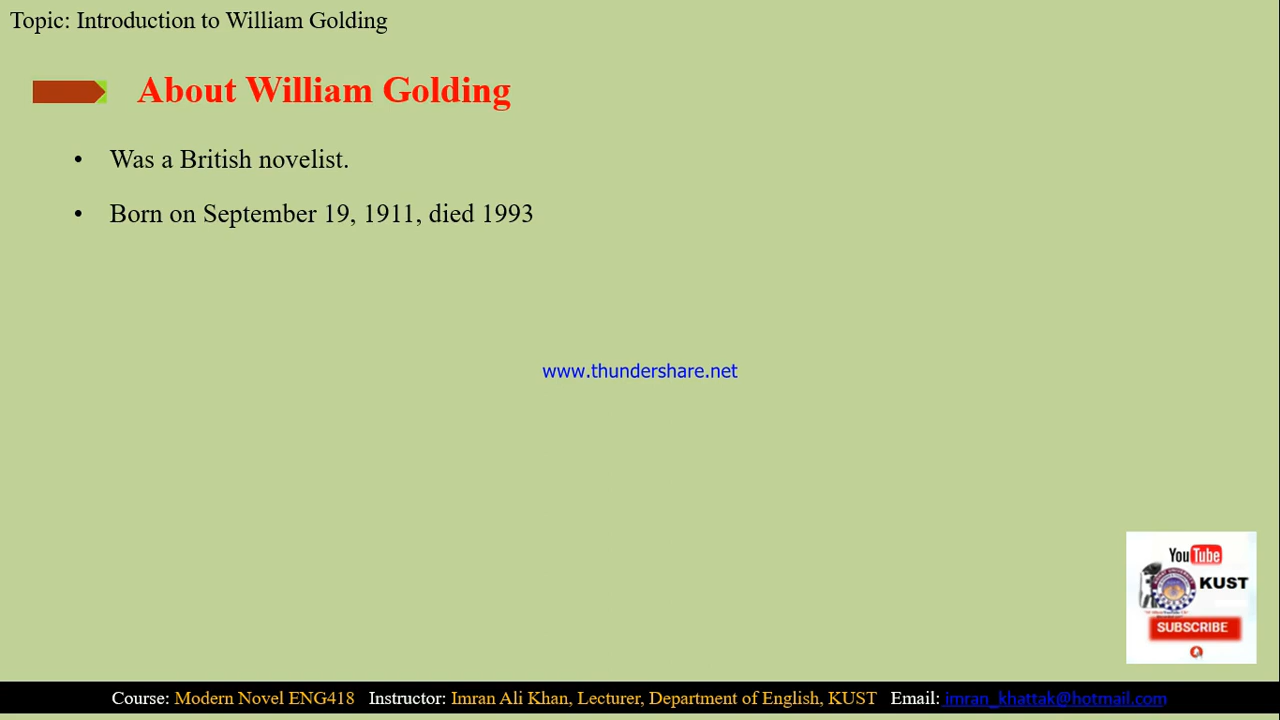 Topic: Introduction to William Golding
About William Golding
• Was a British novelist.
• Born on September 19, 1911, died 1993
www.thundershare.net
YouTube
KUST
SUBSCRIBE
Course: Modern Novel ENG418 Instructor: Imran Ali Khan, Lecturer, Department of English, KUST Email: imran_khattak@hotmail.com